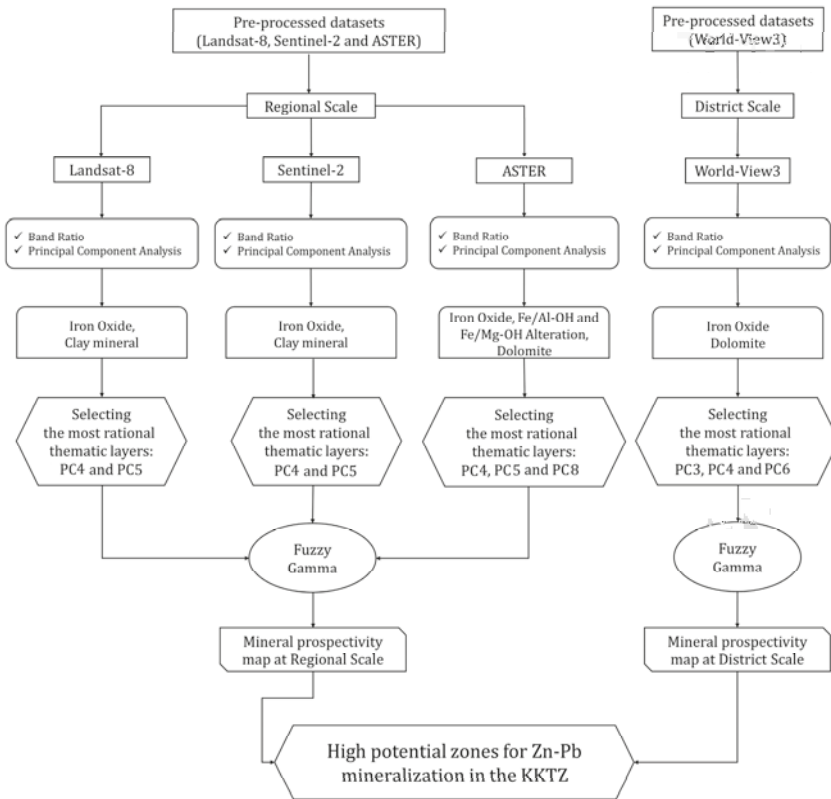 Pre-processed datasets
(Landsat-8, Sentinel-2 and ASTER)
Pre-processed datasets
(World-View3)
Regional Scale
District Scale
Landsat-8
Sentinel-2
ASTER
World-View3
✓ Band Ratio
✓ Principal Component Analysis
✓ Band Ratio
✓ Principal Component Analysis
✓ Band Ratio
✓ Principal Component Analysis
✓ Band Ratio
✓ Principal Component Analysis
Iron Oxide,
Clay mineral
Iron Oxide,
Clay mineral
Iron Oxide, Fe/Al-OH and
Fe/Mg-OH Alteration,
Dolomite
Iron Oxide
Dolomite
Selecting
the most rational
thematic layers:
PC4 and PC5
Selecting
the most rational
thematic layers:
PC4 and PC5
Selecting
the most rational
thematic layers:
PC4, PC5 and PC8
Selecting
the most rational
thematic layers:
PC3, PC4 and PC6
Fuzzy
Gamma
Fuzzy
Gamma
Mineral prospectivity
map at Regional Scale
Mineral prospectivity
map at District Scale
High potential zones for Zn-Pb
mineralization in the KKTZ